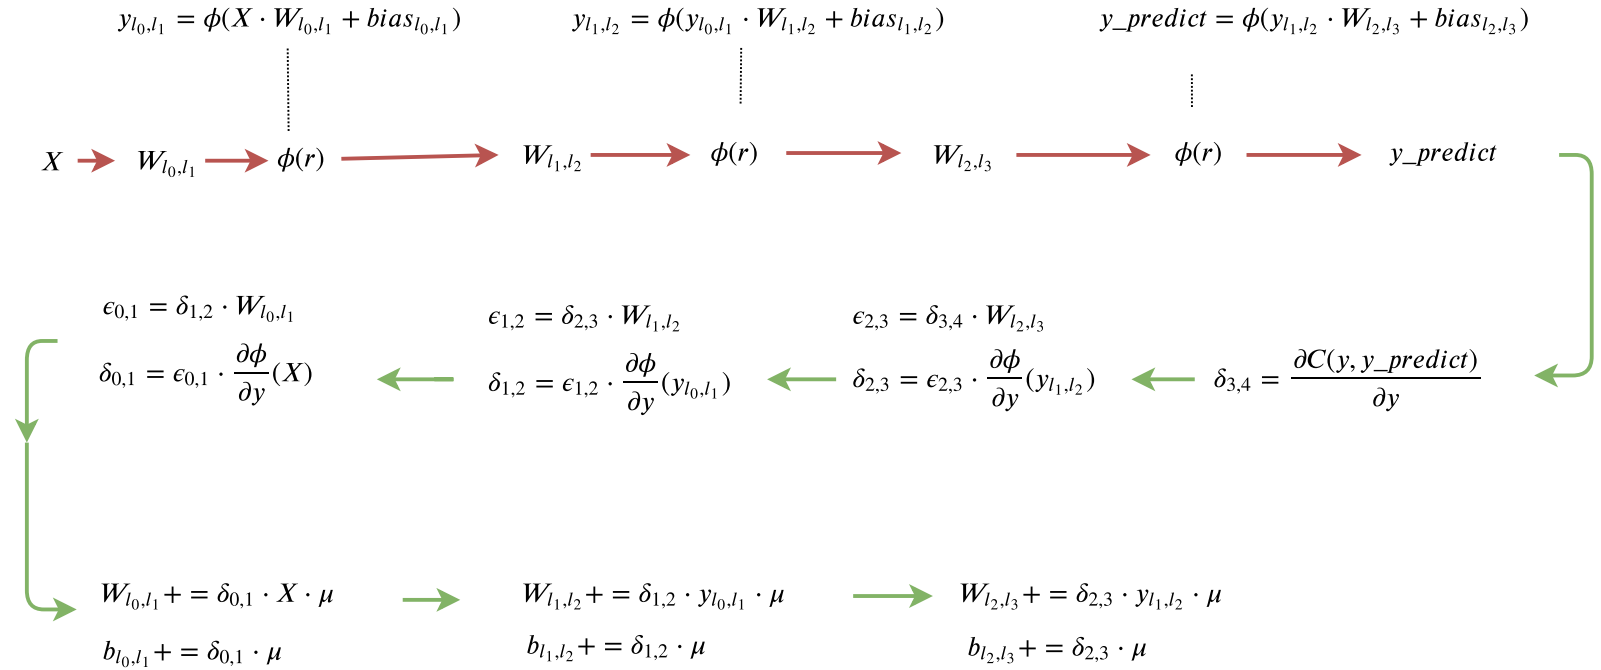 y_{l_0,l_1} = ϕ(X · W_{l_0,l_1} + bias_{l_0,l_1})
y_{l_1,l_2} = ϕ(y_{l_0,l_1} · W_{l_1,l_2} + bias_{l_1,l_2})
y_predict = ϕ(y_{l_1,l_2} · W_{l_2,l_3} + bias_{l_2,l_3})
X
W_{l_0,l_1}
ϕ(r)
W_{l_1,l_2}
ϕ(r)
W_{l_2,l_3}
ϕ(r)
y_predict
ϵ_{0,1} = δ_{1,2} · W_{l_0,l_1}
δ_{0,1} = ϵ_{0,1} · ∂ϕ/∂y (X)
ϵ_{1,2} = δ_{2,3} · W_{l_1,l_2}
δ_{1,2} = ϵ_{1,2} · ∂ϕ/∂y (y_{l_0,l_1})
ϵ_{2,3} = δ_{3,4} · W_{l_2,l_3}
δ_{2,3} = ϵ_{2,3} · ∂ϕ/∂y (y_{l_1,l_2})
δ_{3,4} = ∂C(y, y_predict)/∂y
W_{l_0,l_1} + = δ_{0,1} · X · μ
b_{l_0,l_1} + = δ_{0,1} · μ
W_{l_1,l_2} + = δ_{1,2} · y_{l_0,l_1} · μ
b_{l_1,l_2} + = δ_{1,2} · μ
W_{l_2,l_3} + = δ_{2,3} · y_{l_1,l_2} · μ
b_{l_2,l_3} + = δ_{2,3} · μ